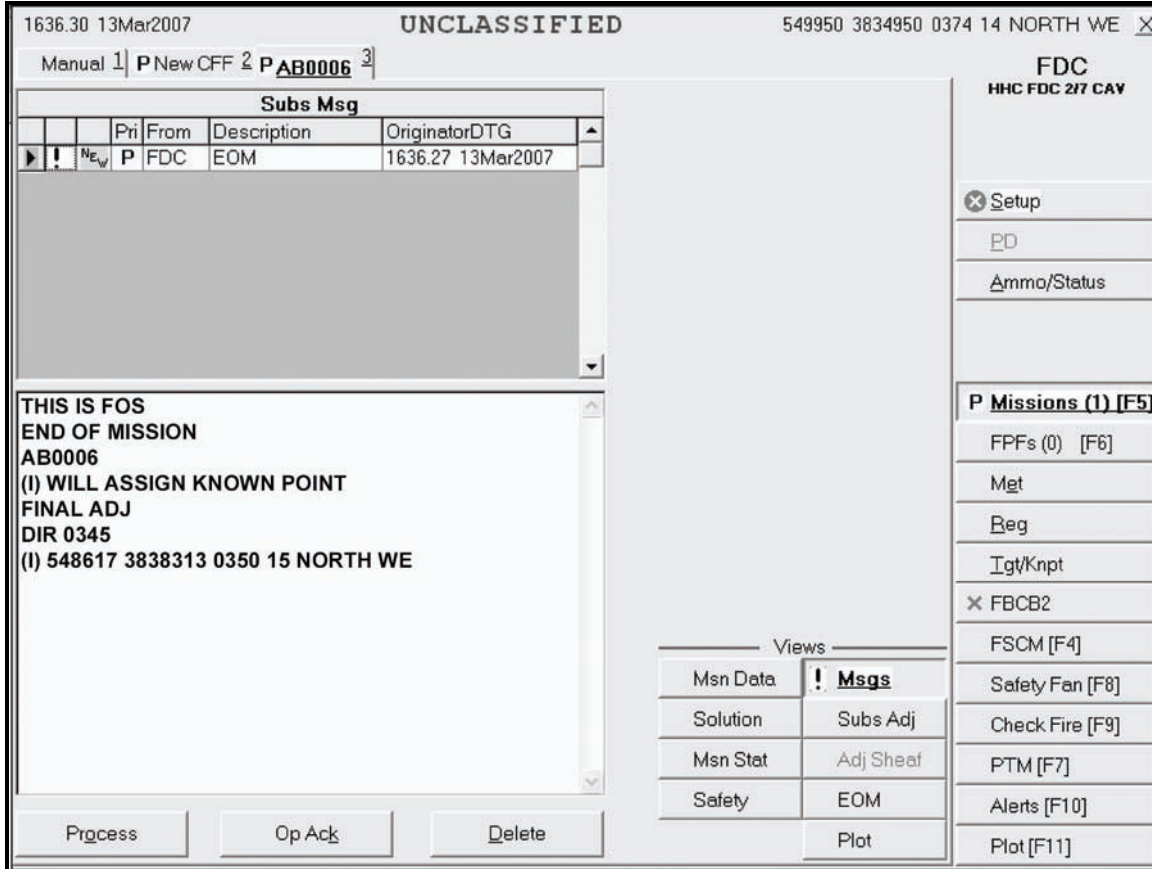 1636.30 13Mar2007 UNCLASSIFIED 549950 3834950 0374 14 NORTH WE X
Manual 1 P New CFF 2 P AB0006 3
FDC
HHC FDC 2/7 CAV
Subs Msg
Pri From Description OriginatorDTG
! NEW P FDC EOM 1636.27 13Mar2007
THIS IS FOS
END OF MISSION
AB0006
(I) WILL ASSIGN KNOWN POINT
FINAL ADJ
DIR 0345
(I) 548617 3838313 0350 15 NORTH WE
Process Op Ack Delete
Views
Msn Data ! Msgs
Solution Subs Adj
Msn Stat Adj Sheaf
Safety EOM
Plot
Setup
PD
Ammo/Status
P Missions (1) [F5]
FPFs (0) [F6]
Met
Reg
Tgt/Knpt
FBCB2
FSCM [F4]
Safety Fan [F8]
Check Fire [F9]
PTM [F7]
Alerts [F10]
Plot [F11]